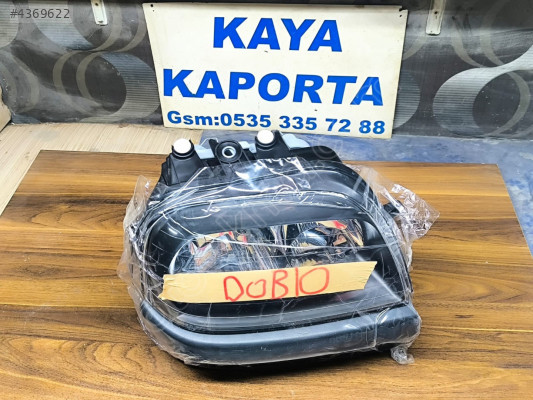 #4369622
KAYA
KAPORTA
Gsm:0535 335 72 88
DOBlO